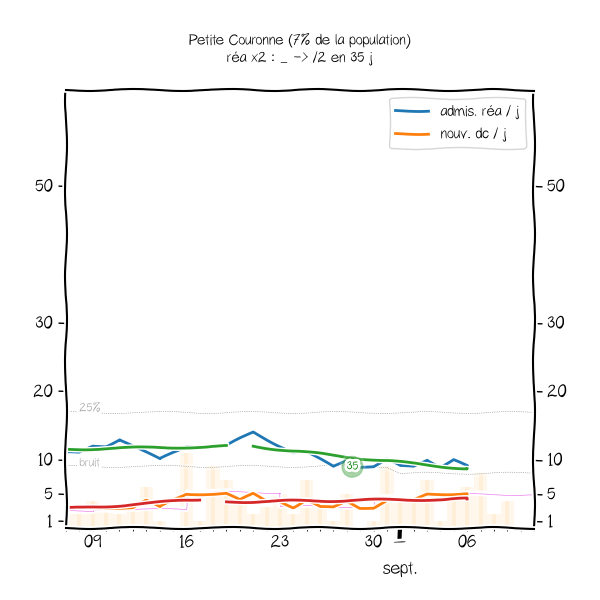 Petite Couronne (7% de la population)
réa x2 : _ -> /2 en 35 j
admis. réa / j
nouv. dc / j
50 50
30 30
20 20
25%
10 10
bruit
35
5 5
1 1
09 16 23 30 06
sept.